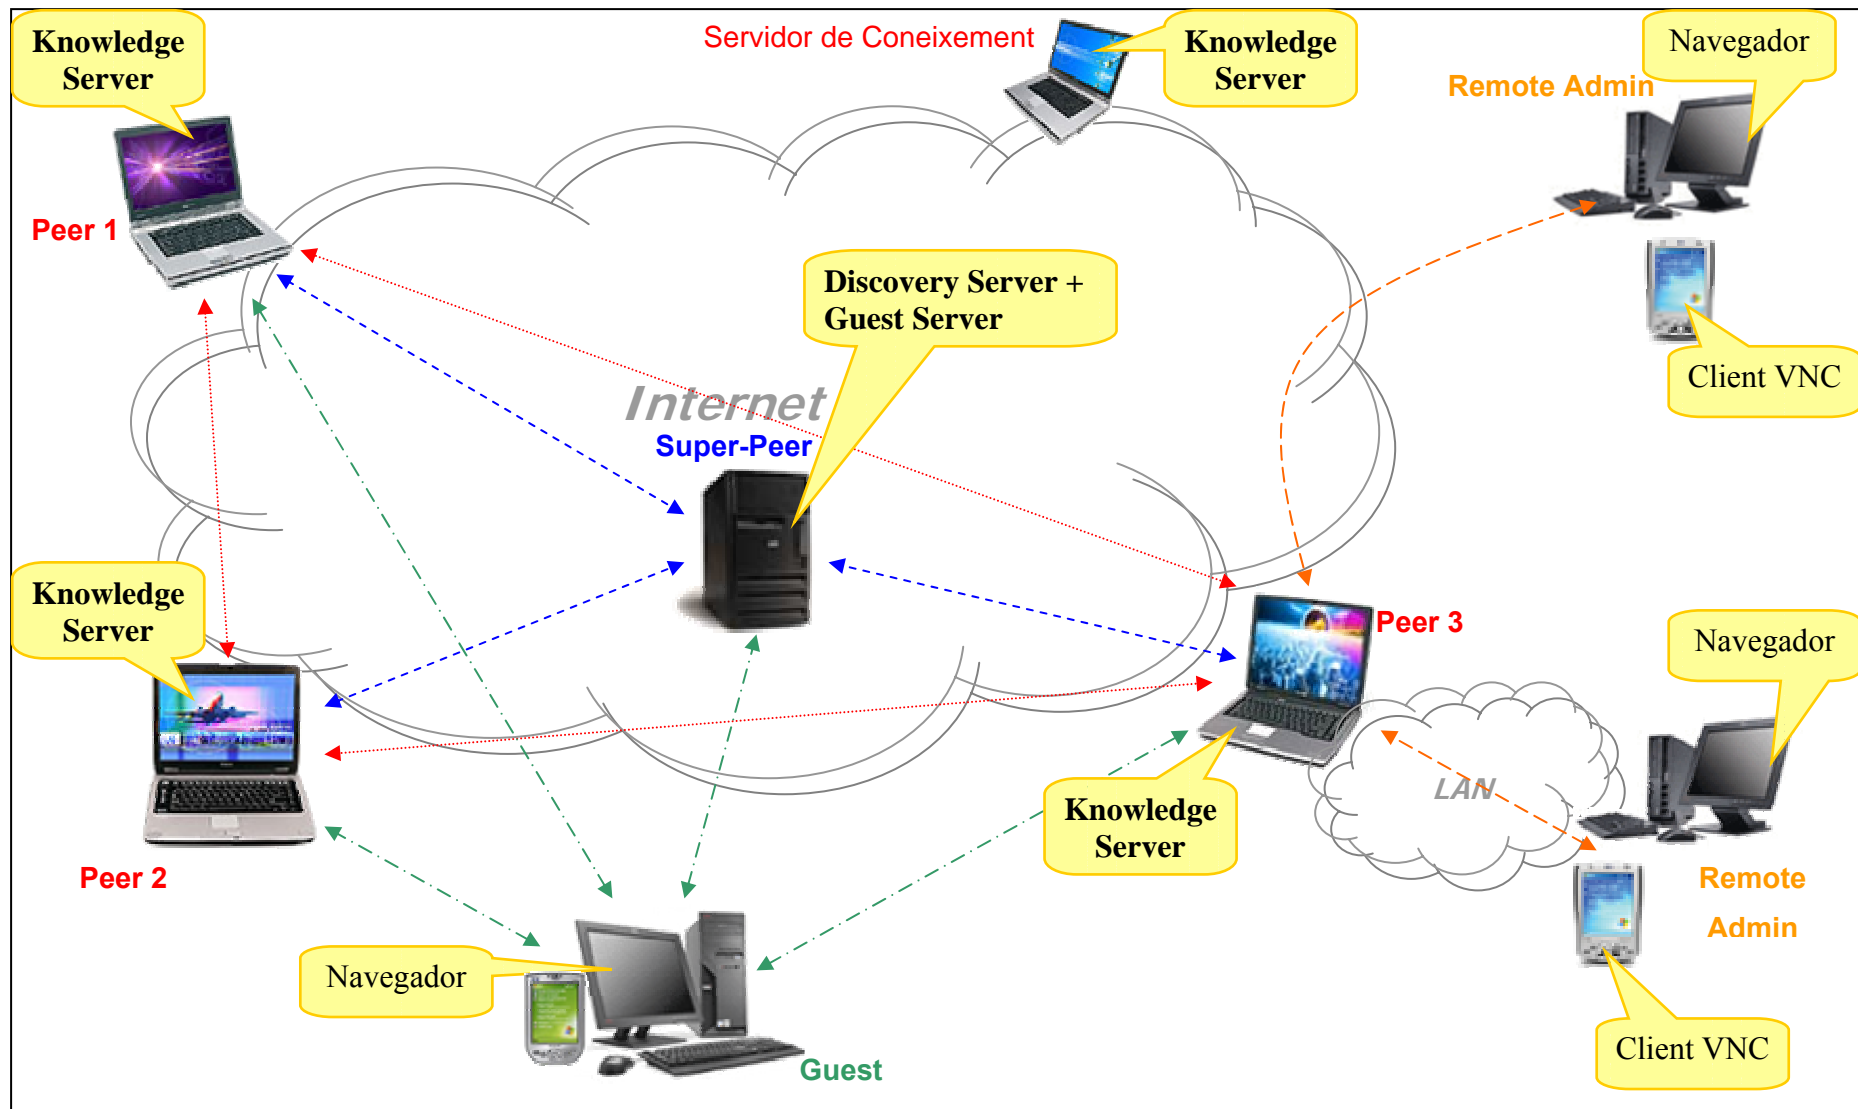 Knowledge
Server
Servidor de Coneixement
Knowledge
Server
Navegador
Remote Admin
Peer 1
Discovery Server +
Guest Server
Client VNC
Internet
Super-Peer
Knowledge
Server
Peer 3
Navegador
LAN
Knowledge
Server
Peer 2
Remote
Admin
Navegador
Client VNC
Guest